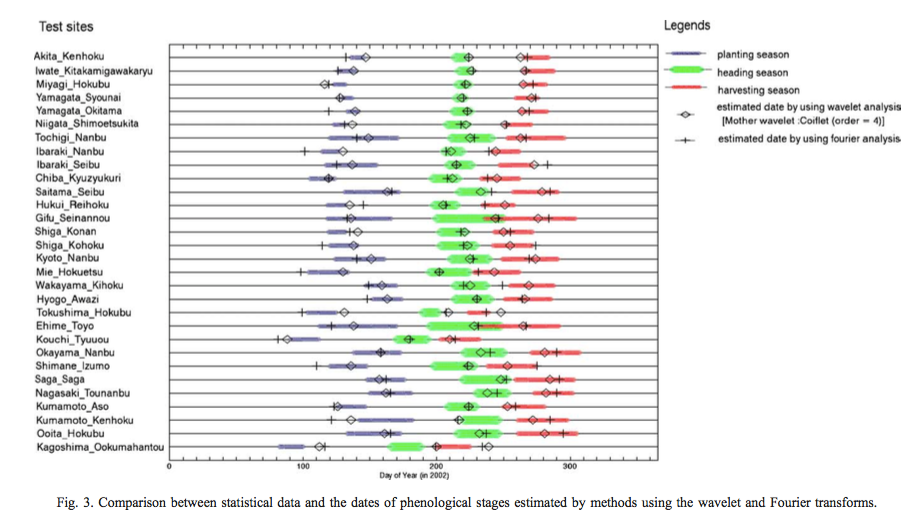 Test sites
Legends
Akita_Kenhoku
Iwate_Kitakamigawakaryu
Miyagi_Hokubu
Yamagata_Syounai
Yamagata_Okitama
Niigata_Shimoetsukita
Tochigi_Nanbu
Ibaraki_Nanbu
Ibaraki_Seibu
Chiba_Kyuzyukuri
Saitama_Seibu
Hukui_Reihoku
Gifu_Seinannou
Shiga_Konan
Shiga_Kohoku
Kyoto_Nanbu
Mie_Hokuetsu
Wakayama_Kihoku
Hyogo_Awazi
Tokushima_Hokubu
Ehime_Toyo
Kouchi_Tyuuou
Okayama_Nanbu
Shimane_Izumo
Saga_Saga
Nagasaki_Tounanbu
Kumamoto_Aso
Kumamoto_Kenhoku
Ooita_Hokubu
Kagoshima_Ookumahantou
planting season
heading season
harvesting season
estimated date by using wavelet analysis
[Mother wavelet :Coiflet (order = 4)]
estimated date by using fourier analysis
0 100 200 300
Day of Year (in 2002)
Fig. 3. Comparison between statistical data and the dates of phenological stages estimated by methods using the wavelet and Fourier transforms.